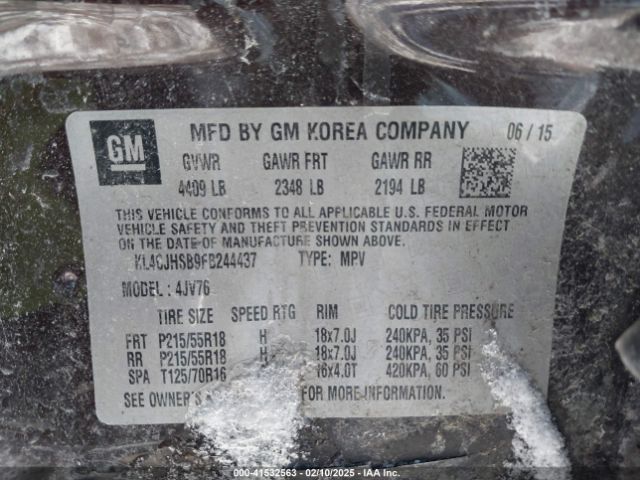 GM
MFD BY GM KOREA COMPANY 06 / 15
GVWR GAWR FRT GAWR RR
4409 LB 2348 LB 2194 LB
THIS VEHICLE CONFORMS TO ALL APPLICABLE U.S. FEDERAL MOTOR
VEHICLE SAFETY AND THEFT PREVENTION STANDARDS IN EFFECT
ON THE DATE OF MANUFACTURE SHOWN ABOVE.
KL4CJHSB9FB244437 TYPE: MPV
MODEL: 4JV76
TIRE SIZE SPEED RTG RIM COLD TIRE PRESSURE
FRT P215/55R18 H 18x7.0J 240KPA, 35 PSI
RR P215/55R18 H 18x7.0J 240KPA, 35 PSI
SPA T125/70R16 16x4.0T 420KPA, 60 PSI
SEE OWNER'S FOR MORE INFORMATION.
000-41532563 — 02/10/2025 — IAA Inc.